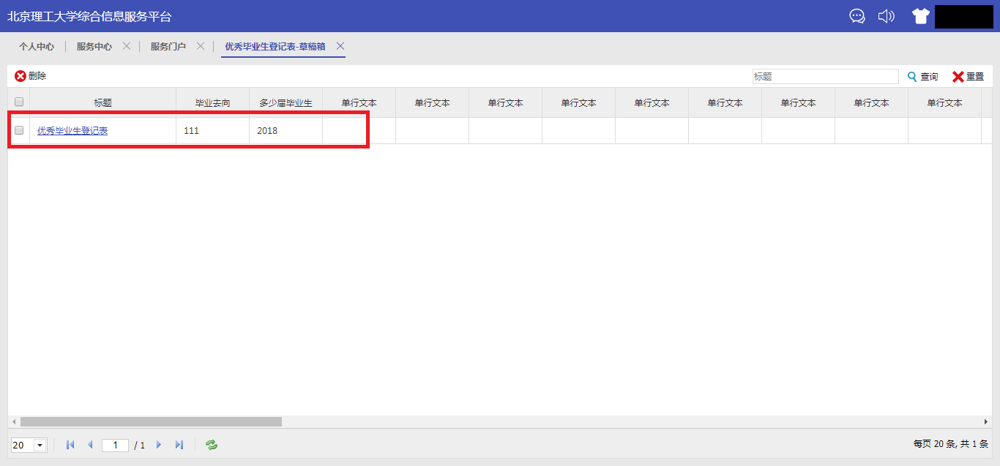 北京理工大学综合信息服务平台
个人中心 服务中心 服务门户 优秀毕业生登记表-草稿箱
删除 标题 查询 重置
标题 毕业去向 多少届毕业生 单行文本 单行文本 单行文本 单行文本 单行文本 单行文本 单行文本 单行文本 单行文本
优秀毕业生登记表 111 2018
20 1 / 1 每页 20 条, 共 1 条